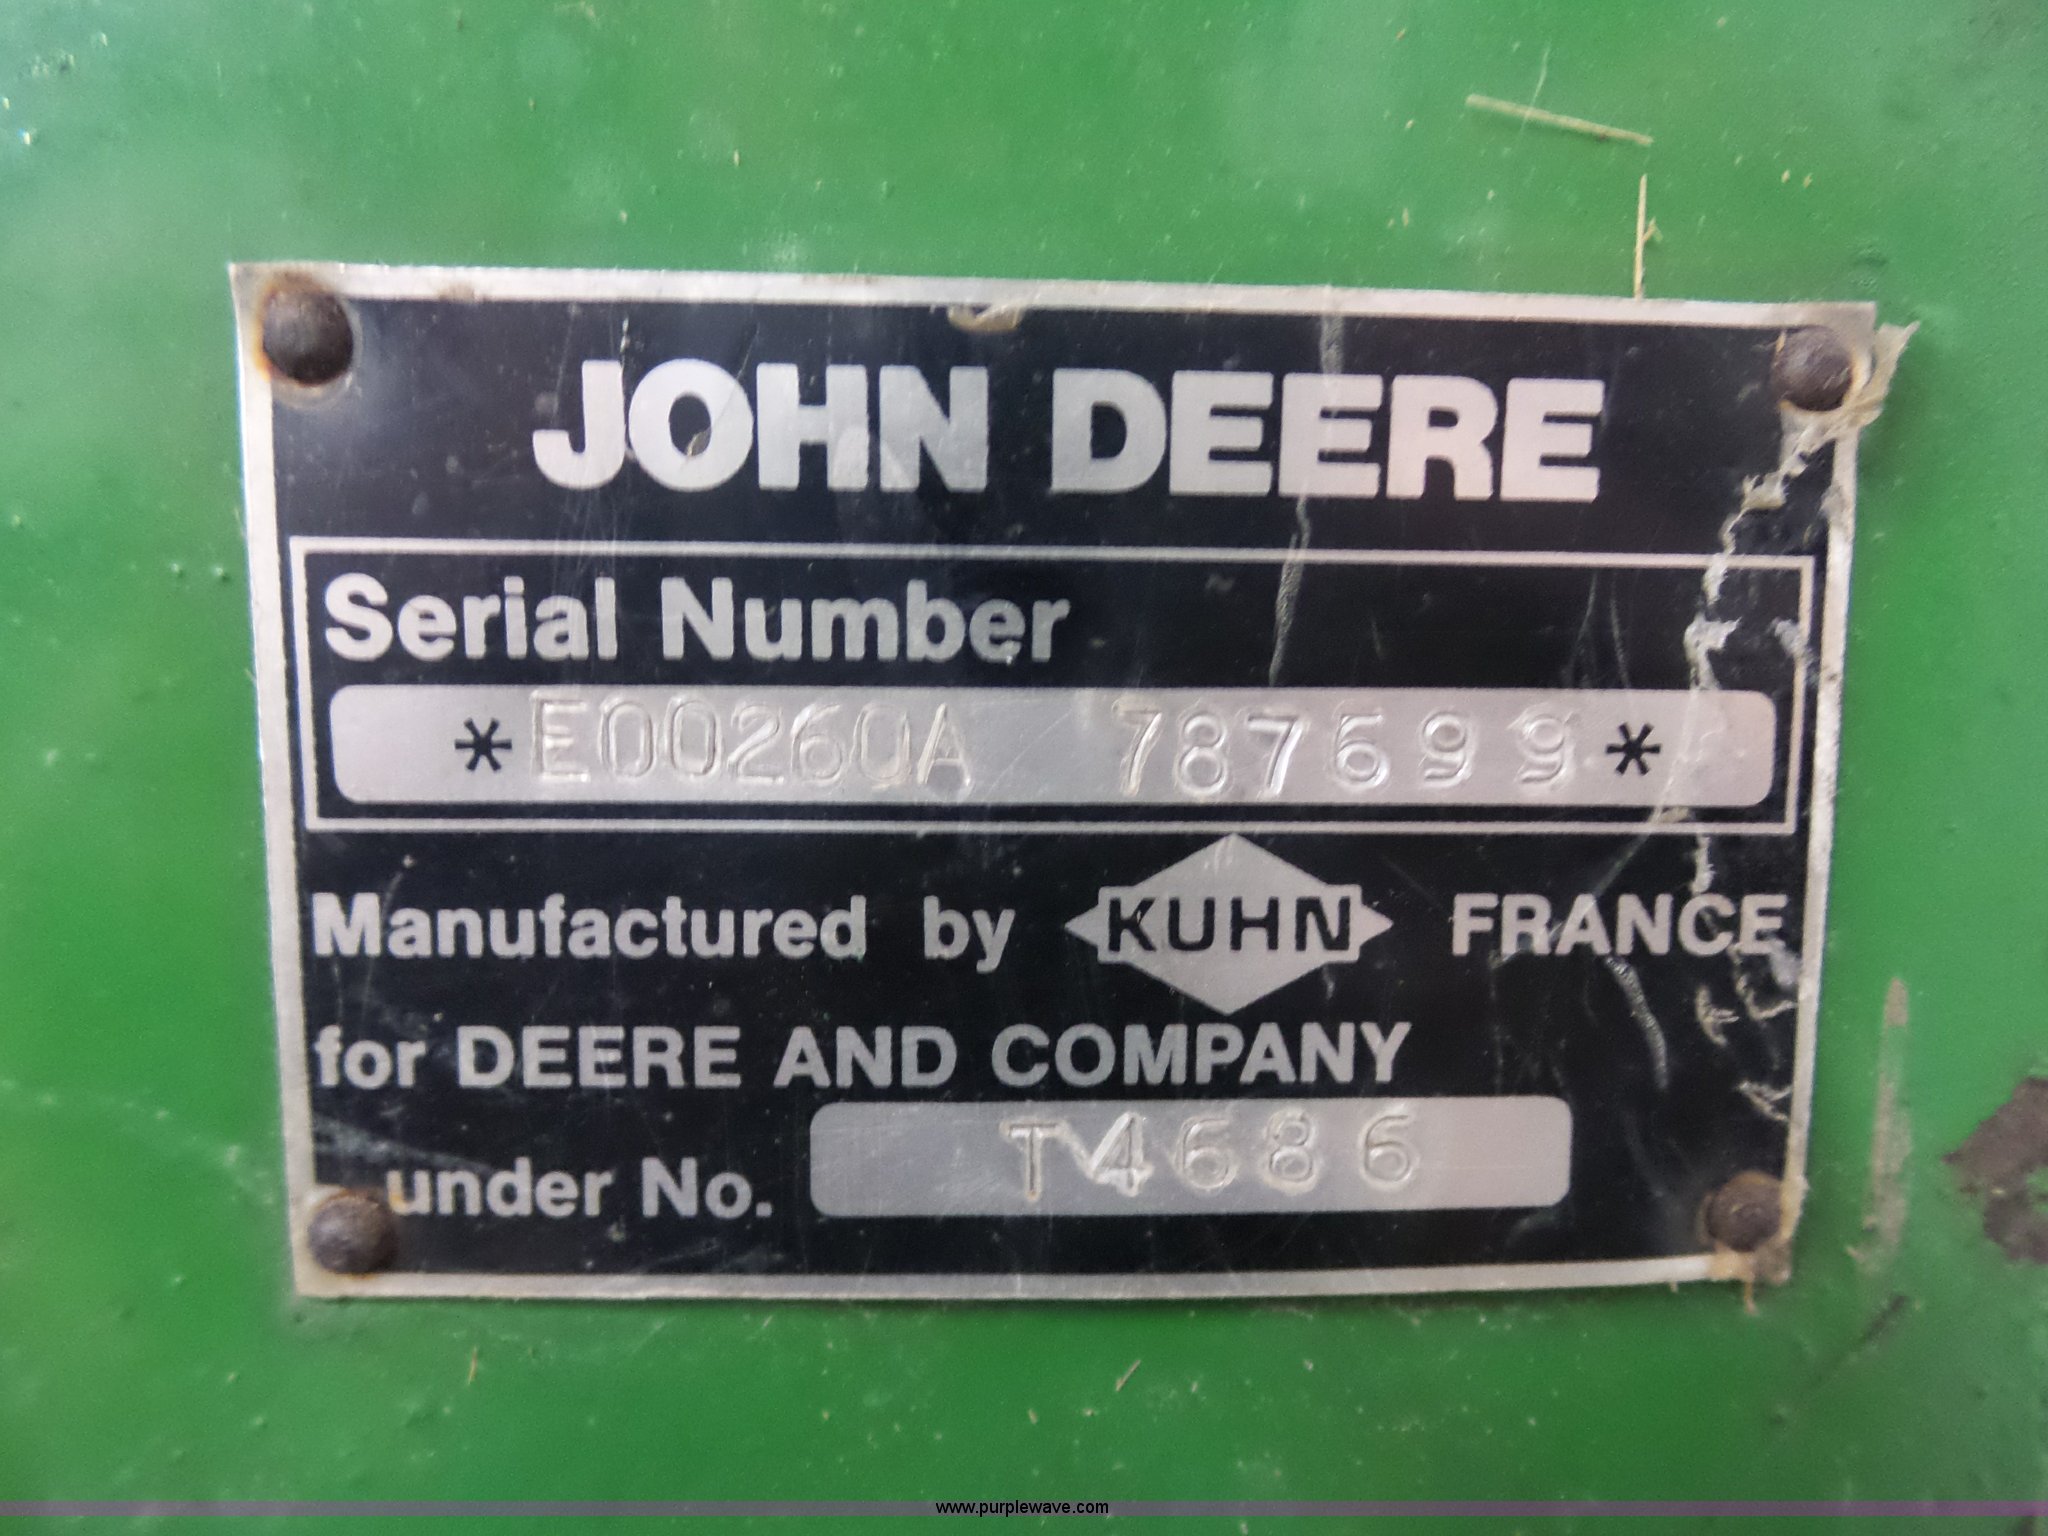 JOHN DEERE
Serial Number
*E00260A 787699*
Manufactured by KUHN FRANCE
for DEERE AND COMPANY
under No. T4686
www.purplewave.com